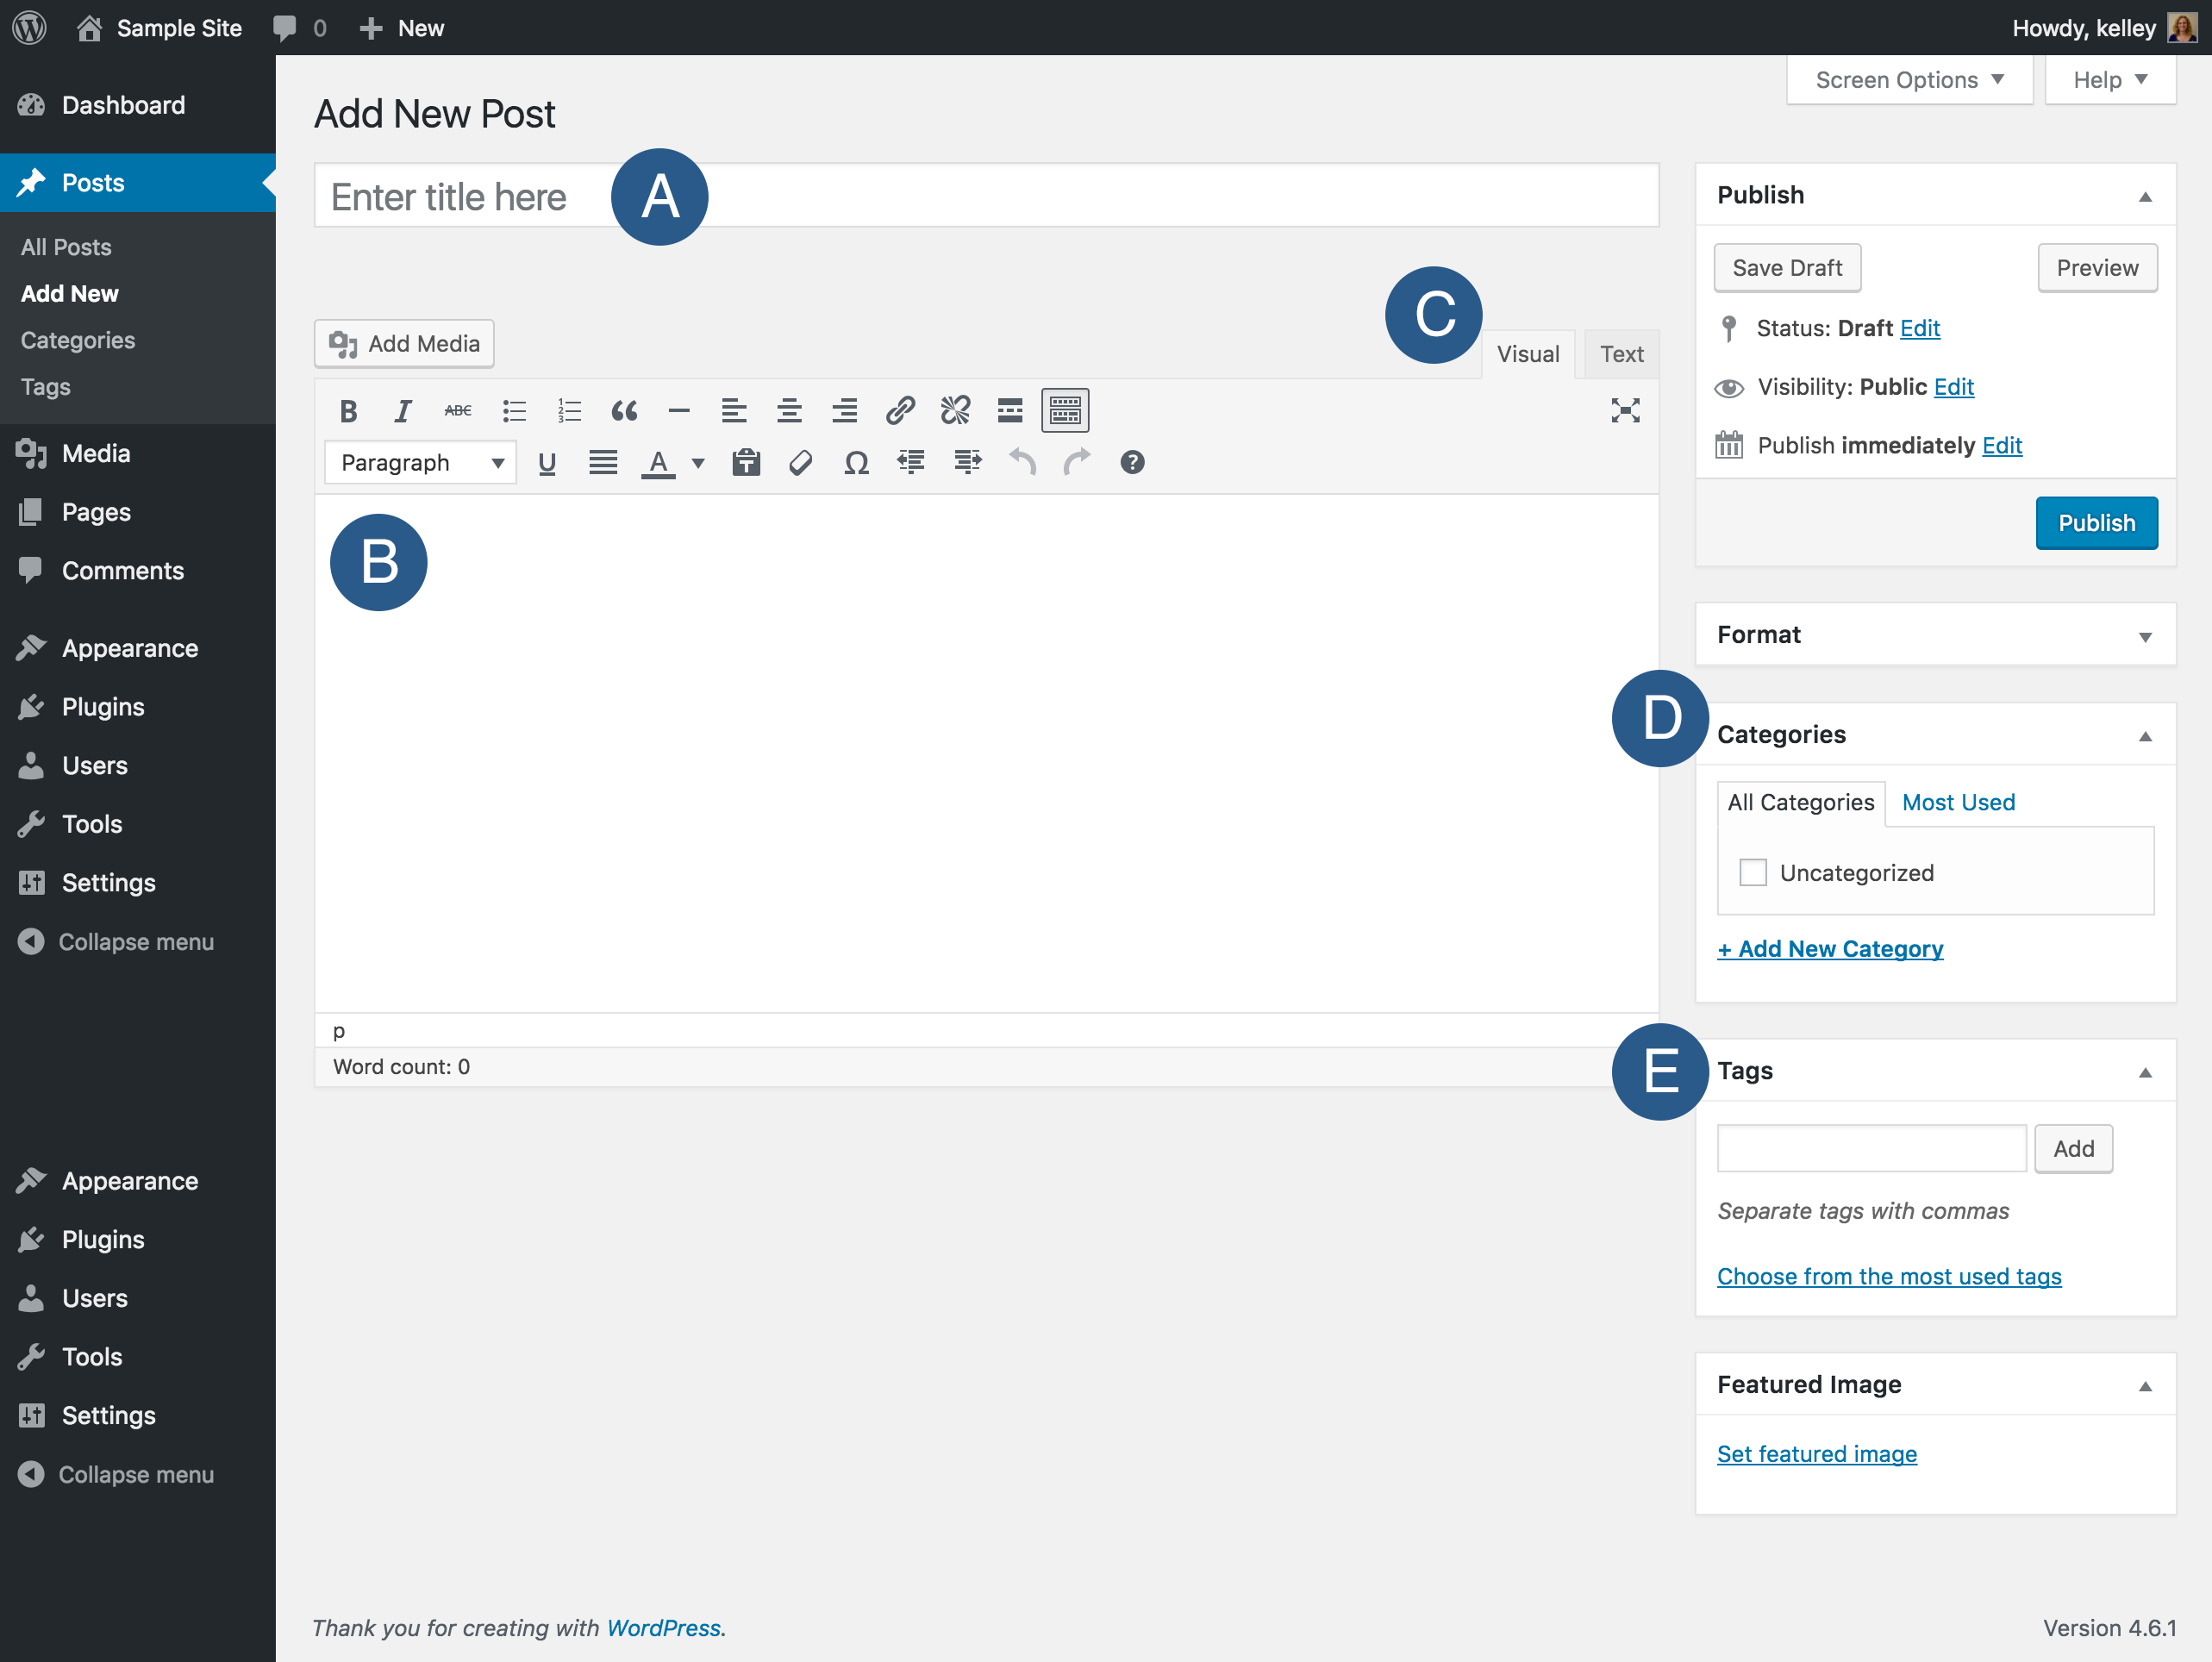 Sample Site 0 New Howdy, kelley
Dashboard
Posts
All Posts
Add New
Categories
Tags
Media
Pages
Comments
Appearance
Plugins
Users
Tools
Settings
Collapse menu
Appearance
Plugins
Users
Tools
Settings
Collapse menu
Screen Options Help
Add New Post
Enter title here A
C
Add Media Visual Text
B I ABC
Paragraph U A
B
p
Word count: 0
Publish
Save Draft Preview
Status: Draft Edit
Visibility: Public Edit
Publish immediately Edit
Publish
Format
D Categories
All Categories Most Used
Uncategorized
+ Add New Category
E Tags
Add
Separate tags with commas
Choose from the most used tags
Featured Image
Set featured image
Thank you for creating with WordPress. Version 4.6.1